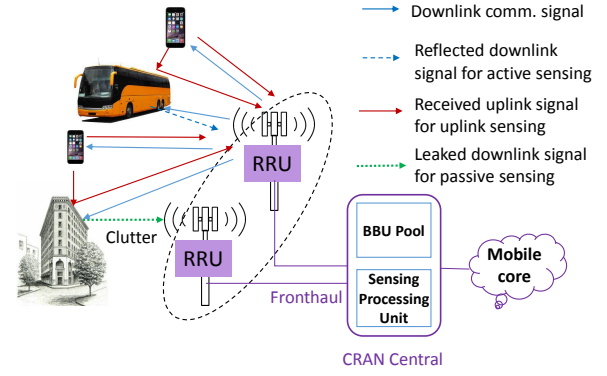 Downlink comm. signal
Reflected downlink
signal for active sensing
Received uplink signal
for uplink sensing
Leaked downlink signal
for passive sensing
RRU
Clutter
RRU
Fronthaul
BBU Pool
Sensing
Processing
Unit
Mobile
core
CRAN Central